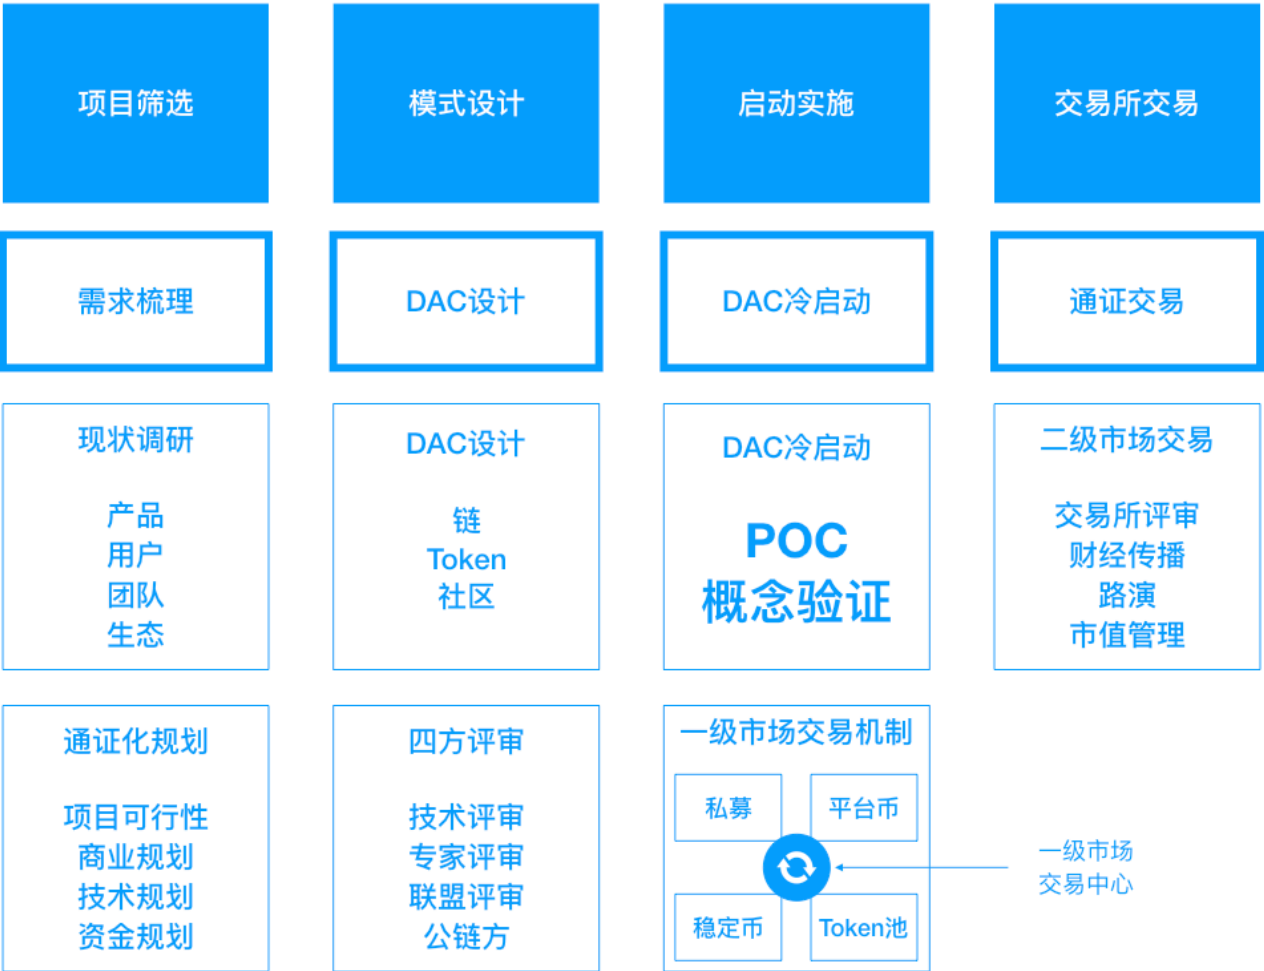 项目筛选
模式设计
启动实施
交易所交易
需求梳理
DAC设计
DAC冷启动
通证交易
现状调研
产品
用户
团队
生态
DAC设计
链
Token
社区
DAC冷启动
POC
概念验证
二级市场交易
交易所评审
财经传播
路演
市值管理
通证化规划
项目可行性
商业规划
技术规划
资金规划
四方评审
技术评审
专家评审
联盟评审
公链方
一级市场交易机制
私募
平台币
稳定币
Token池
一级市场
交易中心